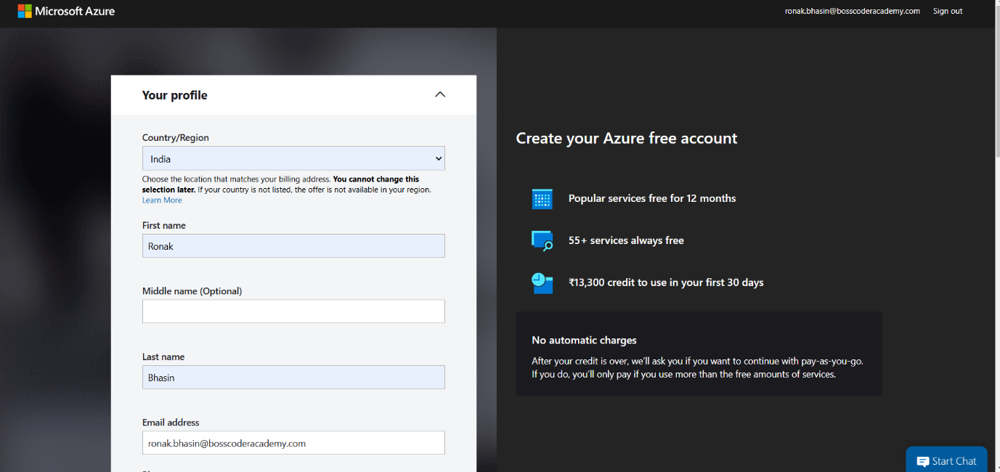 Microsoft Azure
ronak.bhasin@bosscoderacademy.com Sign out
Your profile
Country/Region
India
Choose the location that matches your billing address. You cannot change this
selection later. If your country is not listed, the offer is not available in your region.
Learn More
First name
Ronak
Middle name (Optional)
Last name
Bhasin
Email address
ronak.bhasin@bosscoderacademy.com
Create your Azure free account
Popular services free for 12 months
55+ services always free
₹13,300 credit to use in your first 30 days
No automatic charges
After your credit is over, we'll ask you if you want to continue with pay-as-you-go.
If you do, you'll only pay if you use more than the free amounts of services.
Start Chat